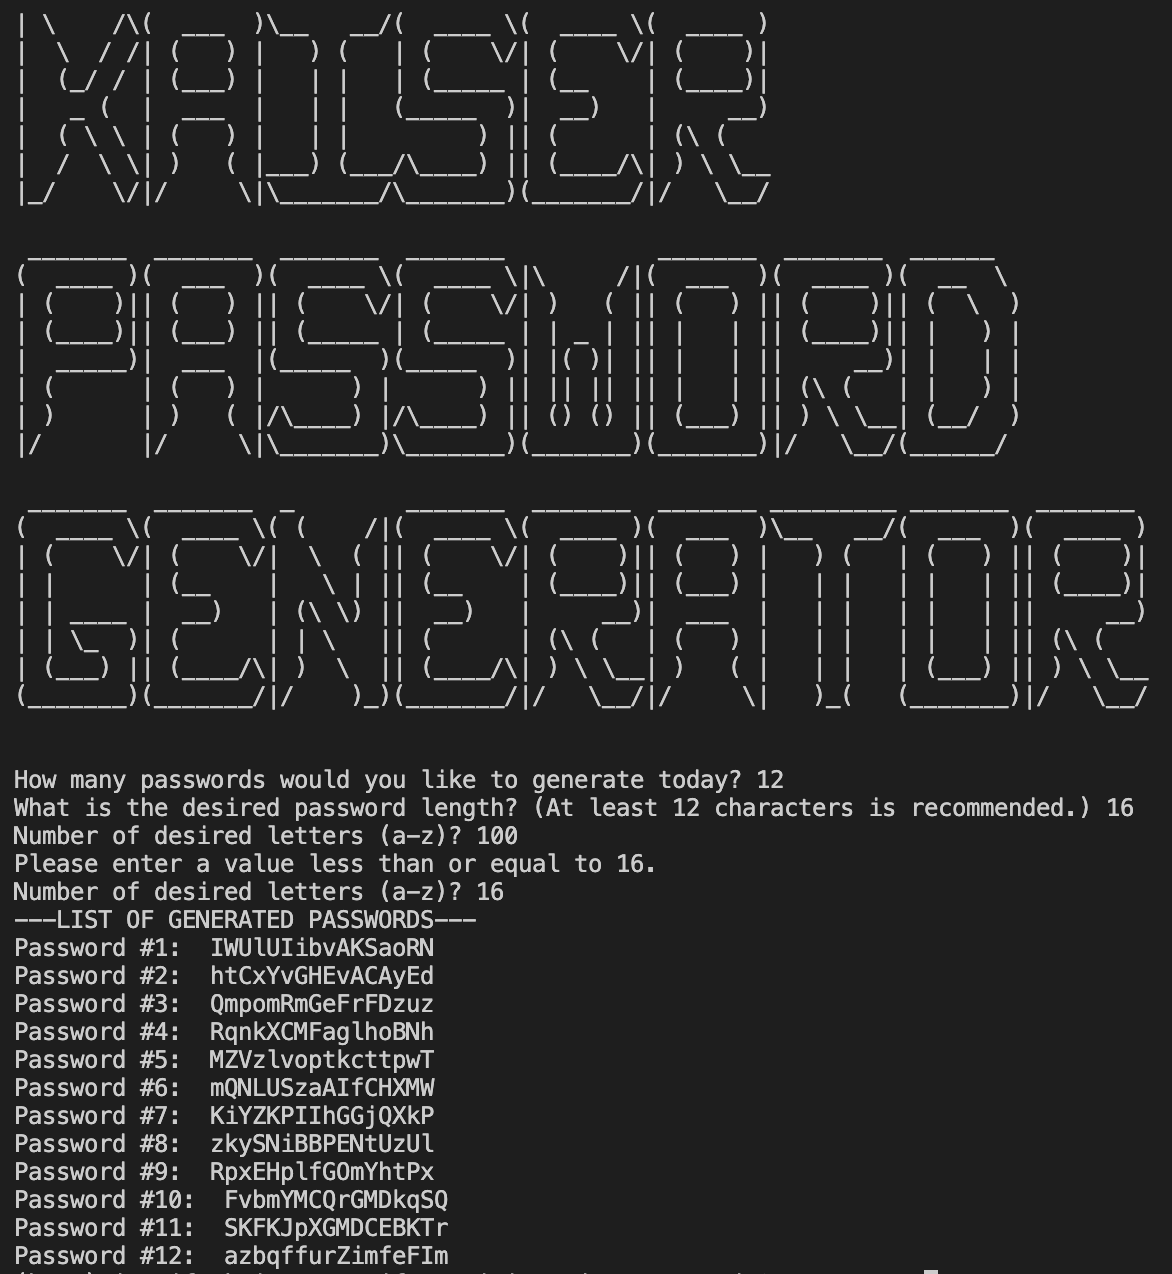 KAISER
PASSWORD
GENERATOR
How many passwords would you like to generate today? 12
What is the desired password length? (At least 12 characters is recommended.) 16
Number of desired letters (a-z)? 100
Please enter a value less than or equal to 16.
Number of desired letters (a-z)? 16
---LIST OF GENERATED PASSWORDS---
Password #1:  IWUlUIibvAKSaoRN
Password #2:  htCxYvGHEvACAyEd
Password #3:  QmpomRmGeFrFDzuz
Password #4:  RqnkXCMFaglhoBNh
Password #5:  MZVzlvoptkcttpwT
Password #6:  mQNLUSzaAIfCHXMW
Password #7:  KiYZKPIIhGGjQXkP
Password #8:  zkySNiBBPENtUzUl
Password #9:  RpxEHplfGOmYhtPx
Password #10:  FvbmYMCQrGMDkqSQ
Password #11:  SKFKJpXGMDCEBKTr
Password #12:  azbqffurZimfeFIm